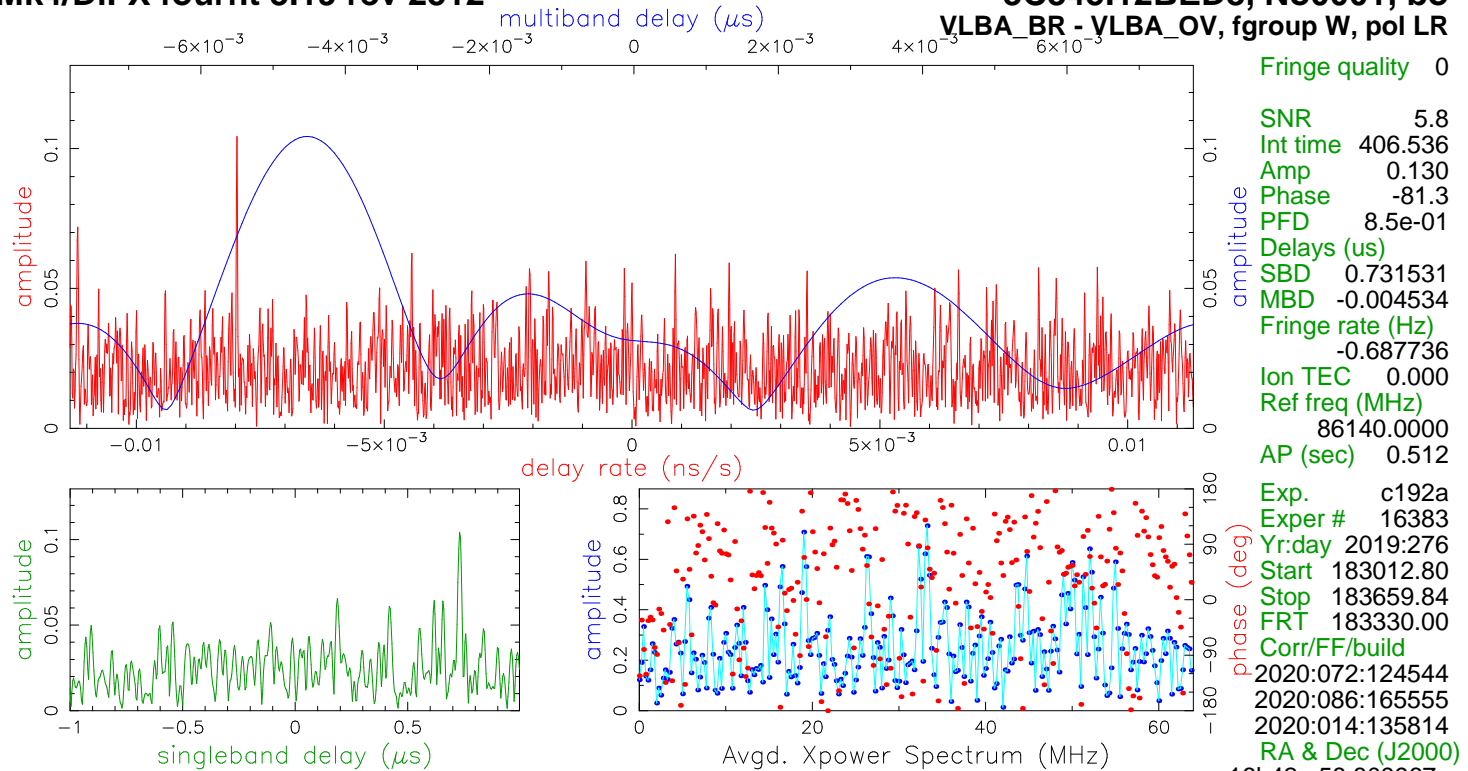 multiband delay (μs)
VLBA_BR - VLBA_OV, fgroup W, pol LR
−6×10⁻³ −4×10⁻³ −2×10⁻³ 0 2×10⁻³ 4×10⁻³ 6×10⁻³
amplitude
0 0.05 0.1
0 0.05 0.1
amplitude
−0.01 −5×10⁻³ 0 5×10⁻³ 0.01
delay rate (ns/s)
Fringe quality 0
SNR 5.8
Int time 406.536
Amp 0.130
Phase -81.3
PFD 8.5e-01
Delays (us)
SBD 0.731531
MBD -0.004534
Fringe rate (Hz)
-0.687736
Ion TEC 0.000
Ref freq (MHz)
86140.0000
AP (sec) 0.512
Exp. c192a
Exper # 16383
Yr:day 2019:276
Start 183012.80
Stop 183659.84
FRT 183330.00
Corr/FF/build
2020:072:124544
2020:086:165555
2020:014:135814
RA & Dec (J2000)
amplitude
0 0.05 0.1
−1 −0.5 0 0.5
singleband delay (μs)
amplitude
0 0.2 0.4 0.6 0.8
0 20 40 60
Avgd. Xpower Spectrum (MHz)
−180 −90 0 90 180
phase (deg)